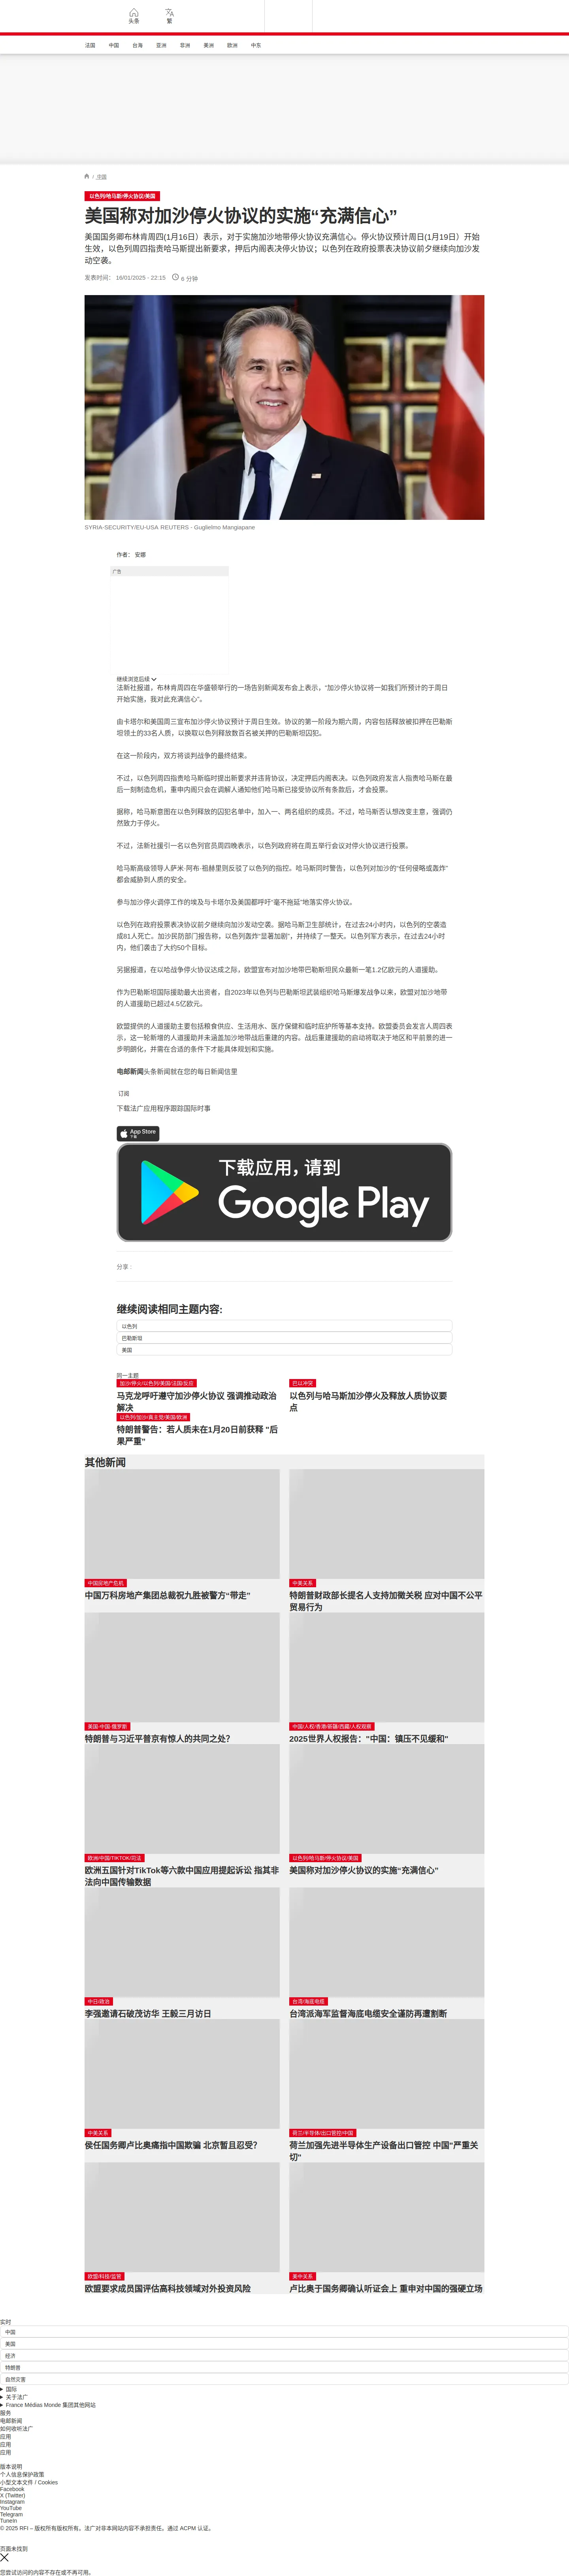 头条
繁
法国
中国
台海
亚洲
非洲
美洲
欧洲
中东
/ 中国
以色列/哈马斯/停火协议/美国
美国称对加沙停火协议的实施“充满信心”
美国国务卿布林肯周四(1月16日）表示，对于实施加沙地带停火协议充满信心。停火协议预计周日(1月19日）开始
生效，以色列周四指责哈马斯提出新要求，押后内阁表决停火协议；以色列在政府投票表决协议前夕继续向加沙发
动空袭。
发表时间： 16/01/2025 - 22:15
6 分钟
SYRIA-SECURITY/EU-USA REUTERS - Guglielmo Mangiapane
作者： 安娜
广告
继续浏览后续
法新社报道，布林肯周四在华盛顿举行的一场告别新闻发布会上表示，“加沙停火协议将一如我们所预计的于周日
开始实施，我对此充满信心”。
由卡塔尔和美国周三宣布加沙停火协议预计于周日生效。协议的第一阶段为期六周，内容包括释放被扣押在巴勒斯
坦领土的33名人质，以换取以色列释放数百名被关押的巴勒斯坦囚犯。
在这一阶段内，双方将谈判战争的最终结束。
不过，以色列周四指责哈马斯临时提出新要求并违背协议，决定押后内阁表决。以色列政府发言人指责哈马斯在最
后一刻制造危机，重申内阁只会在调解人通知他们哈马斯已接受协议所有条款后，才会投票。
据称，哈马斯意图在以色列释放的囚犯名单中，加入一、两名组织的成员。不过，哈马斯否认想改变主意，强调仍
然致力于停火。
不过，法新社援引一名以色列官员周四晚表示，以色列政府将在周五举行会议对停火协议进行投票。
哈马斯高级领导人萨米·阿布·祖赫里则反驳了以色列的指控。哈马斯同时警告，以色列对加沙的“任何侵略或轰炸”
都会威胁到人质的安全。
参与加沙停火调停工作的埃及与卡塔尔及美国都呼吁“毫不拖延”地落实停火协议。
以色列在政府投票表决协议前夕继续向加沙发动空袭。据哈马斯卫生部统计，在过去24小时内，以色列的空袭造
成81人死亡。加沙民防部门报告称，以色列轰炸“显著加剧”，并持续了一整天。以色列军方表示，在过去24小时
内，他们袭击了大约50个目标。
另据报道，在以哈战争停火协议达成之际，欧盟宣布对加沙地带巴勒斯坦民众最新一笔1.2亿欧元的人道援助。
作为巴勒斯坦国际援助最大出资者，自2023年以色列与巴勒斯坦武装组织哈马斯爆发战争以来，欧盟对加沙地带
的人道援助已超过4.5亿欧元。
欧盟提供的人道援助主要包括粮食供应、生活用水、医疗保健和临时庇护所等基本支持。欧盟委员会发言人周四表
示，这一轮新增的人道援助并未涵盖加沙地带战后重建的内容。战后重建援助的启动将取决于地区和平前景的进一
步明朗化，并需在合适的条件下才能具体规划和实施。
电邮新闻头条新闻就在您的每日新闻信里
订阅
下载法广应用程序跟踪国际时事
App Store
下载
下载应用，请到
Google Play
分享 :
继续阅读相同主题内容:
以色列
巴勒斯坦
美国
同一主题
加沙/停火/以色列/美国/法国/反应
马克龙呼吁遵守加沙停火协议 强调推动政治
解决
巴以冲突
以色列与哈马斯加沙停火及释放人质协议要
点
以色列/加沙/真主党/美国/欧洲
特朗普警告：若人质未在1月20日前获释 "后
果严重”
其他新闻
中国房地产危机
中国万科房地产集团总裁祝九胜被警方“带走”
中美关系
特朗普财政部长提名人支持加徵关税 应对中国不公平
贸易行为
美国-中国-俄罗斯
特朗普与习近平普京有惊人的共同之处？
中国/人权/香港/新疆/西藏/人权观察
2025世界人权报告："中国：镇压不见缓和"
欧洲/中国/TIKTOK/司法
欧洲五国针对TikTok等六款中国应用提起诉讼 指其非
法向中国传输数据
以色列/哈马斯/停火协议/美国
美国称对加沙停火协议的实施“充满信心”
中日/政治
李强邀请石破茂访华 王毅三月访日
台湾/海底电缆
台湾派海军监督海底电缆安全谨防再遭割断
中美关系
侯任国务卿卢比奥痛指中国欺骗 北京暂且忍受？
荷兰/半导体/出口管控/中国
荷兰加强先进半导体生产设备出口管控 中国"严重关
切"
欧盟/科技/监管
欧盟要求成员国评估高科技领域对外投资风险
美中关系
卢比奥于国务卿确认听证会上 重申对中国的强硬立场
实时
中国
美国
经济
特朗普
自然灾害
国际
关于法广
France Médias Monde 集团其他网站
服务
电邮新闻
如何收听法广
应用
应用
应用
版本说明
个人信息保护政策
小型文本文件 / Cookies
Facebook
X (Twitter)
Instagram
YouTube
Telegram
TuneIn
© 2025 RFI – 版权所有版权所有。法广对非本网站内容不承担责任。通过 ACPM 认证。
页面未找到
您尝试访问的内容不存在或不再可用。